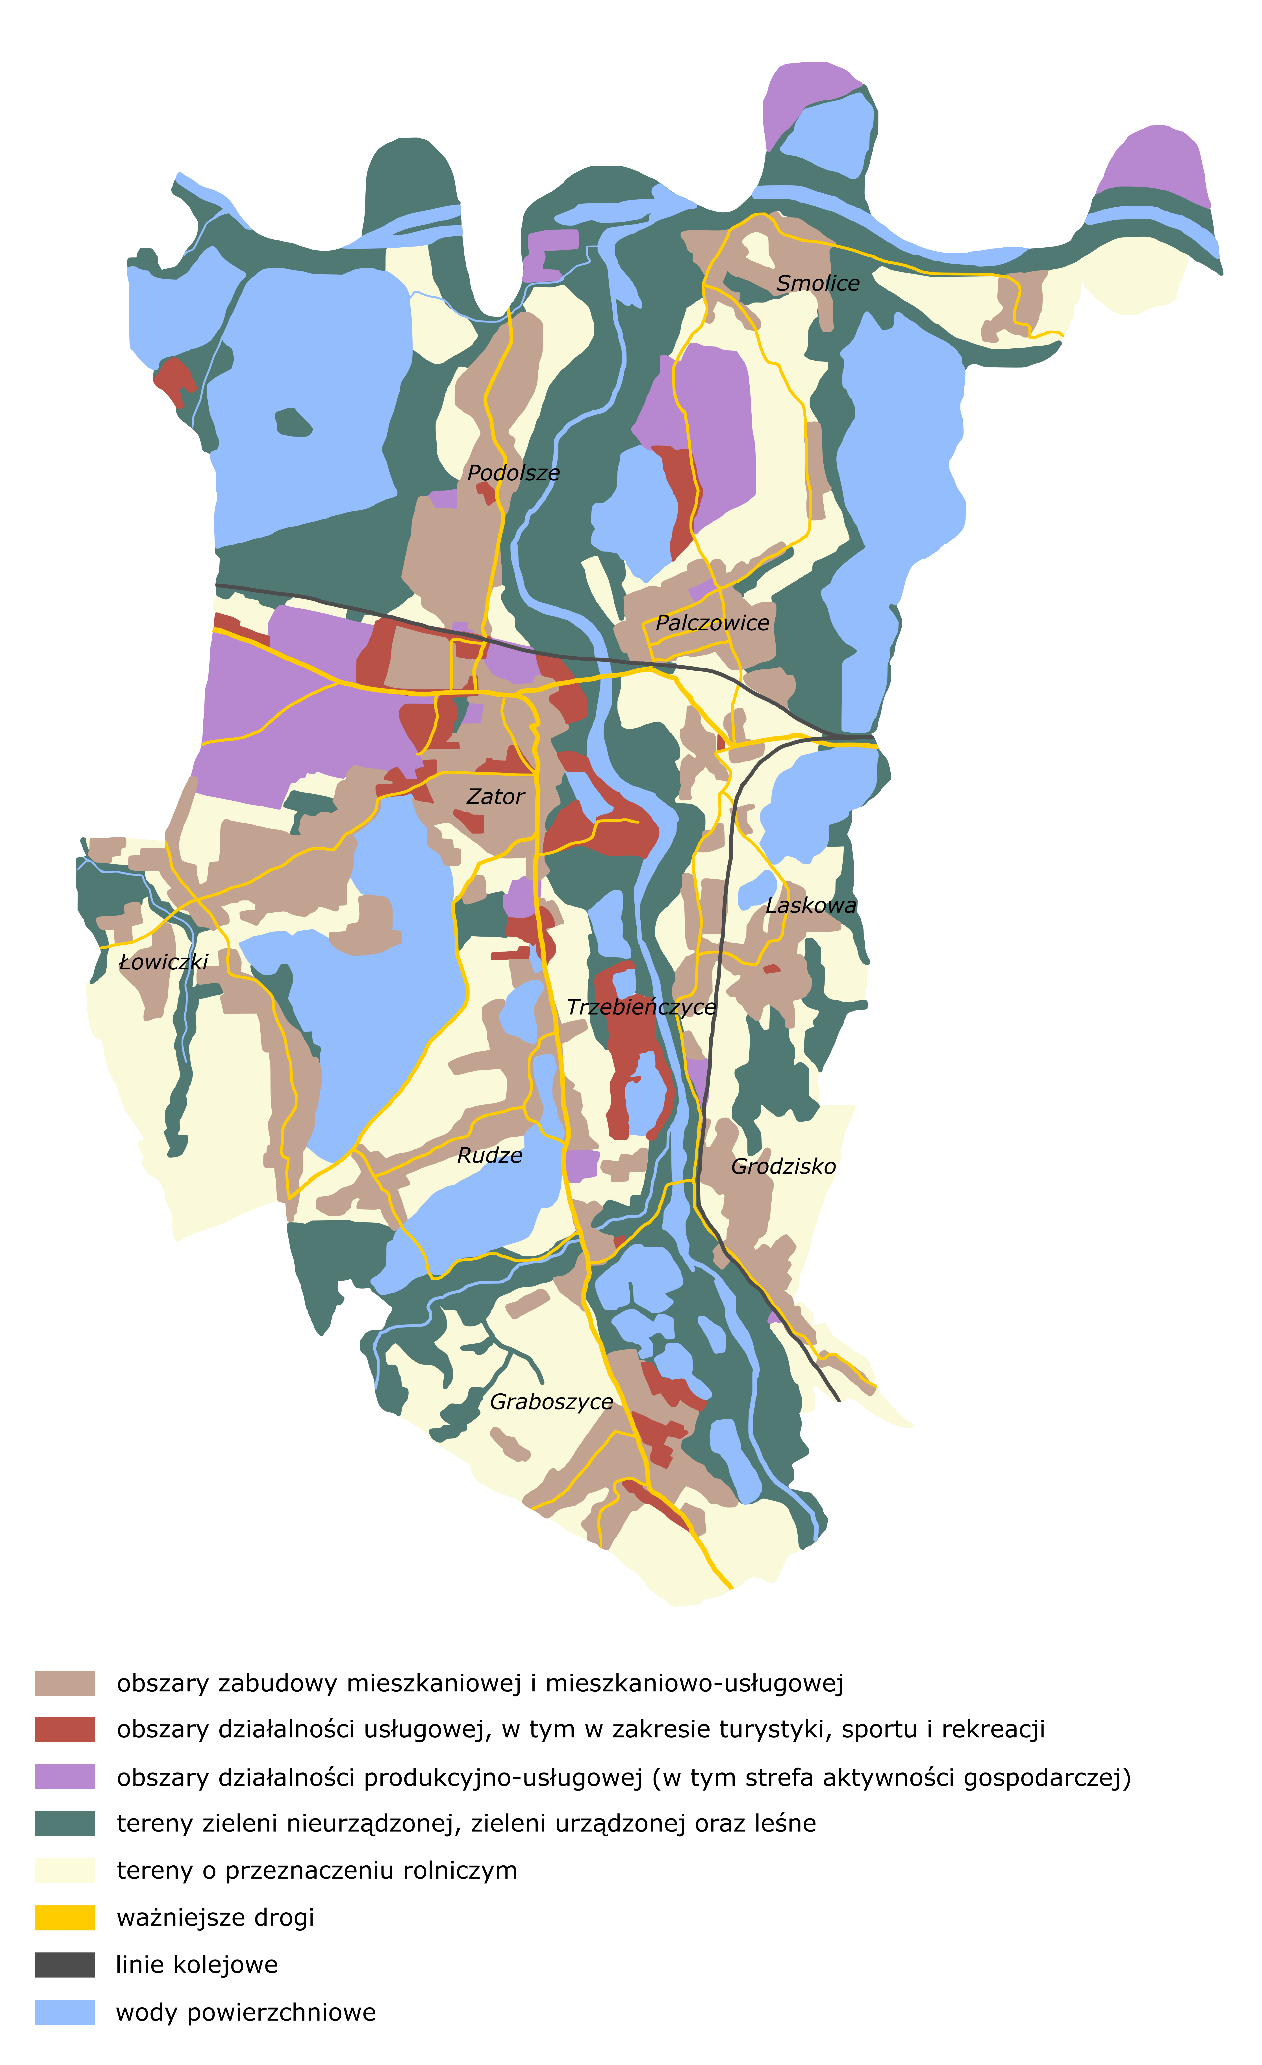 Smolice
Podolsze
Palczowice
Zator
Laskowa
Łowiczki
Trzebieńczyce
Rudze
Grodzisko
Graboszyce
obszary zabudowy mieszkaniowej i mieszkaniowo-usługowej
obszary działalności usługowej, w tym w zakresie turystyki, sportu i rekreacji
obszary działalności produkcyjno-usługowej (w tym strefa aktywności gospodarczej)
tereny zieleni nieurządzonej, zieleni urządzonej oraz leśne
tereny o przeznaczeniu rolniczym
ważniejsze drogi
linie kolejowe
wody powierzchniowe